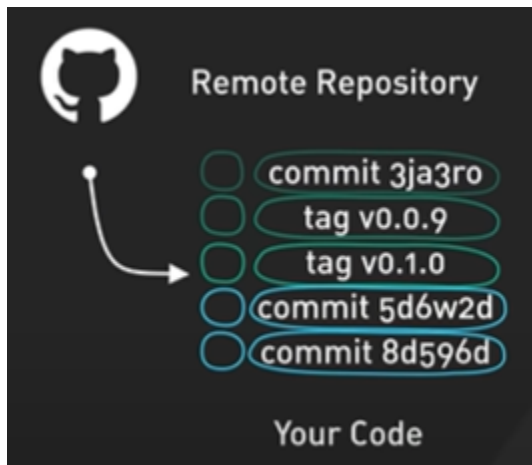 Remote Repository
commit 3ja3ro
tag v0.0.9
tag v0.1.0
commit 5d6w2d
commit 8d596d
Your Code